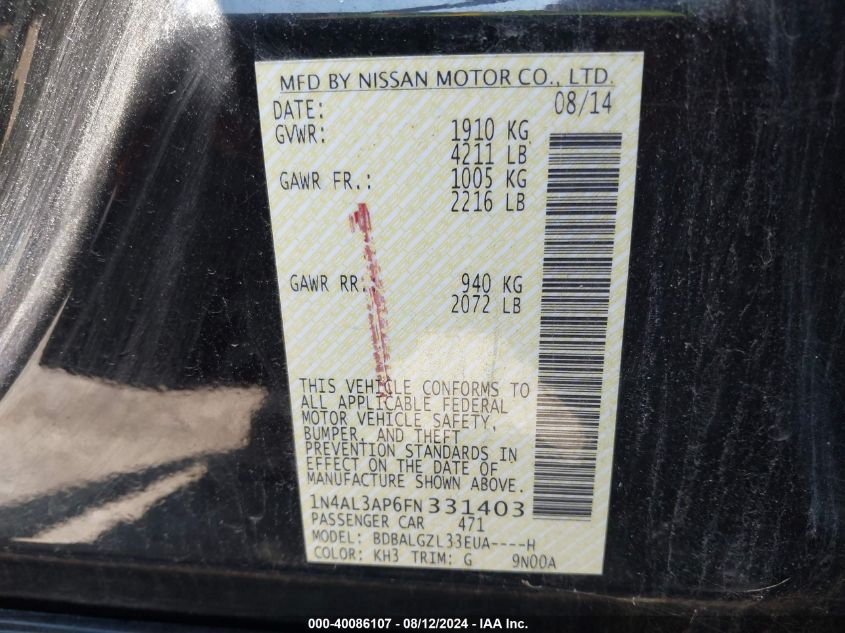 MFD BY NISSAN MOTOR CO., LTD.
DATE: 08/14
GVWR: 1910 KG
4211 LB
GAWR FR.: 1005 KG
2216 LB
GAWR RR: 940 KG
2072 LB
THIS VEHICLE CONFORMS TO
ALL APPLICABLE FEDERAL
MOTOR VEHICLE SAFETY,
BUMPER, AND THEFT
PREVENTION STANDARDS IN
EFFECT ON THE DATE OF
MANUFACTURE SHOWN ABOVE.
1N4AL3AP6FN331403
PASSENGER CAR 471
MODEL: BDBALGZL33EUA----H
COLOR: KH3 TRIM: G 9N00A
000-40086107 - 08/12/2024 - IAA Inc.